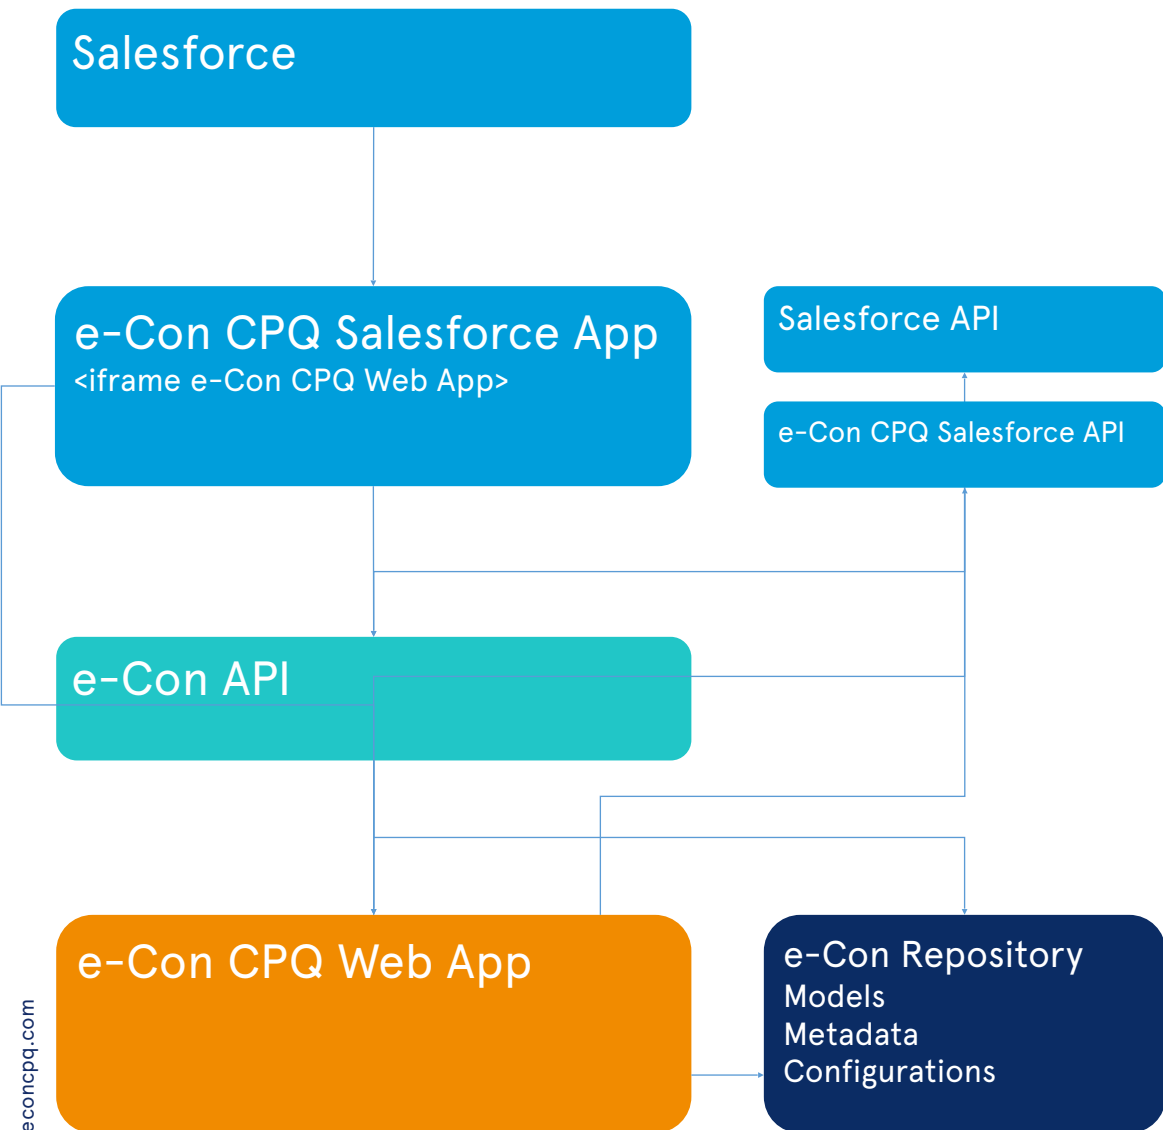 Salesforce
e-Con CPQ Salesforce App
<iframe e-Con CPQ Web App>
Salesforce API
e-Con CPQ Salesforce API
e-Con API
e-Con CPQ Web App
e-Con Repository
Models
Metadata
Configurations
econcpq.com